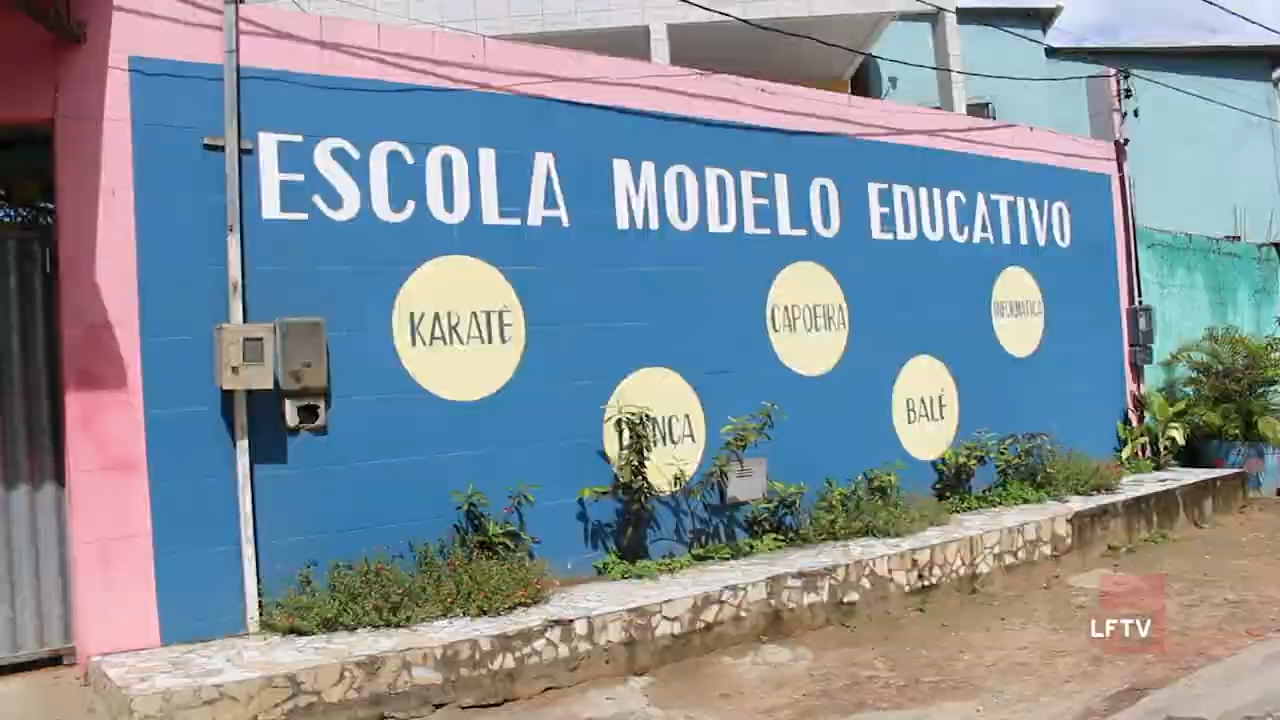 ESCOLA MODELO EDUCATIVO
KARATÊ
DANÇA
CAPOEIRA
BALÉ
INFORMÁTICA
LFTV